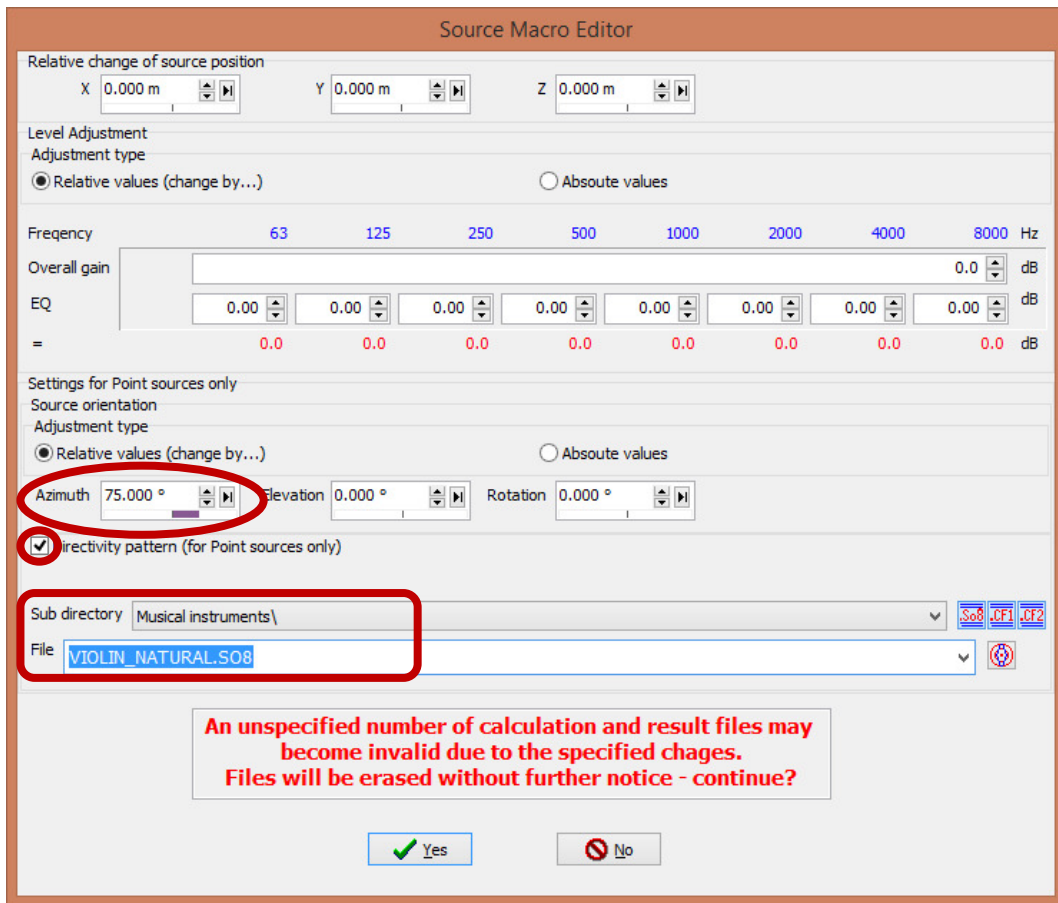 Source Macro Editor
Relative change of source position
X 0.000 m Y 0.000 m Z 0.000 m
Level Adjustment
Adjustment type
Relative values (change by...) Absoute values
Freqency 63 125 250 500 1000 2000 4000 8000 Hz
Overall gain 0.0 dB
EQ 0.00 0.00 0.00 0.00 0.00 0.00 0.00 0.00 dB
= 0.0 0.0 0.0 0.0 0.0 0.0 0.0 0.0 dB
Settings for Point sources only
Source orientation
Adjustment type
Relative values (change by...) Absoute values
Azimuth 75.000 ° Elevation 0.000 ° Rotation 0.000 °
Directivity pattern (for Point sources only)
Sub directory Musical instruments\ .So8 .CF1 .CF2
File VIOLIN_NATURAL.SO8
An unspecified number of calculation and result files may
become invalid due to the specified chages.
Files will be erased without further notice - continue?
Yes No